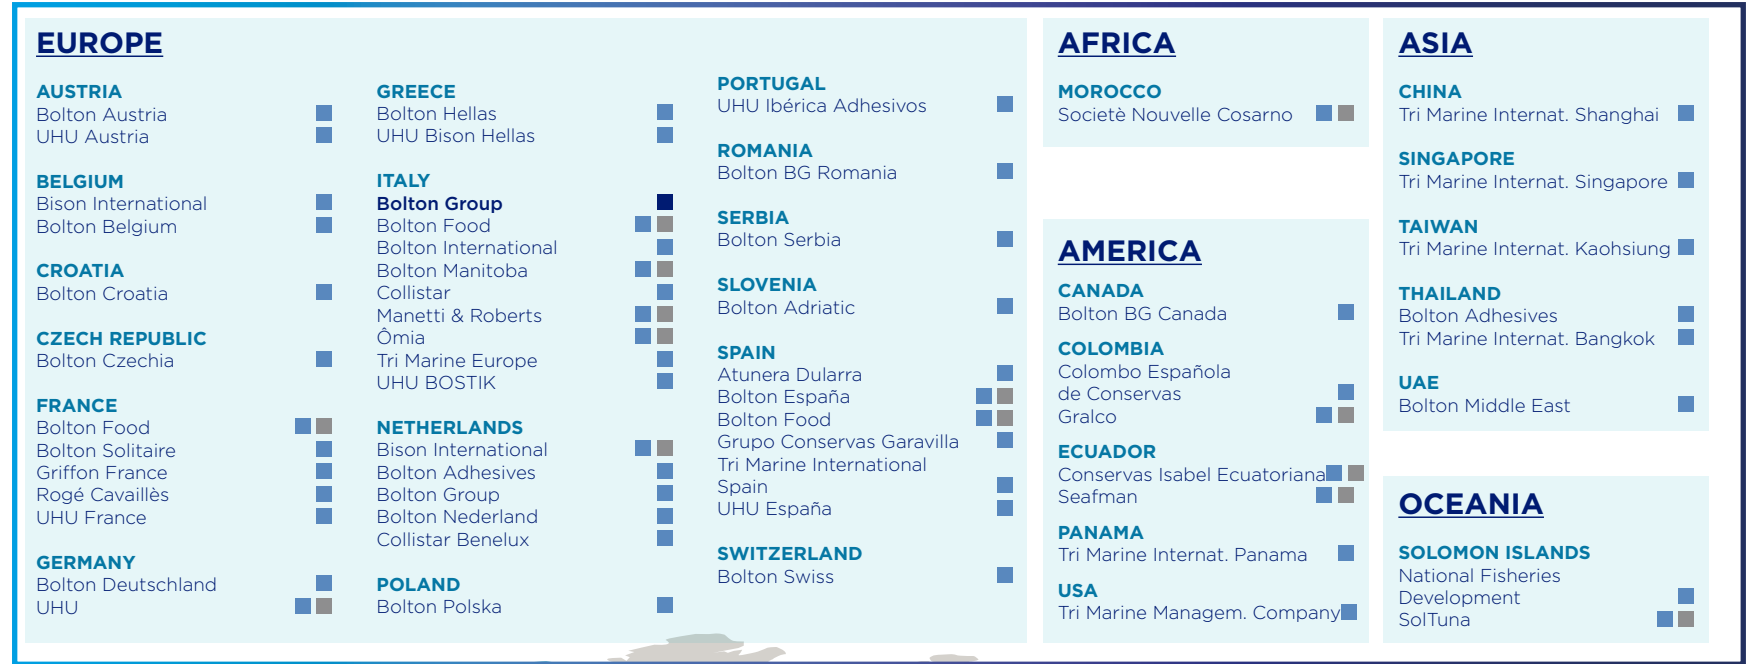 EUROPE
AUSTRIA
Bolton Austria
UHU Austria
BELGIUM
Bison International
Bolton Belgium
CROATIA
Bolton Croatia
CZECH REPUBLIC
Bolton Czechia
FRANCE
Bolton Food
Bolton Solitaire
Griffon France
Rogé Cavaillès
UHU France
GERMANY
Bolton Deutschland
UHU
GREECE
Bolton Hellas
UHU Bison Hellas
ITALY
Bolton Group
Bolton Food
Bolton International
Bolton Manitoba
Collistar
Manetti & Roberts
Ômia
Tri Marine Europe
UHU BOSTIK
NETHERLANDS
Bison International
Bolton Adhesives
Bolton Group
Bolton Nederland
Collistar Benelux
POLAND
Bolton Polska
PORTUGAL
UHU Ibérica Adhesivos
ROMANIA
Bolton BG Romania
SERBIA
Bolton Serbia
SLOVENIA
Bolton Adriatic
SPAIN
Atunera Dularra
Bolton España
Bolton Food
Grupo Conservas Garavilla
Tri Marine International
Spain
UHU España
SWITZERLAND
Bolton Swiss
AFRICA
MOROCCO
Societè Nouvelle Cosarno
AMERICA
CANADA
Bolton BG Canada
COLOMBIA
Colombo Española
de Conservas
Gralco
ECUADOR
Conservas Isabel Ecuatoriana
Seafman
PANAMA
Tri Marine Internat. Panama
USA
Tri Marine Managem. Company
ASIA
CHINA
Tri Marine Internat. Shanghai
SINGAPORE
Tri Marine Internat. Singapore
TAIWAN
Tri Marine Internat. Kaohsiung
THAILAND
Bolton Adhesives
Tri Marine Internat. Bangkok
UAE
Bolton Middle East
OCEANIA
SOLOMON ISLANDS
National Fisheries
Development
SolTuna